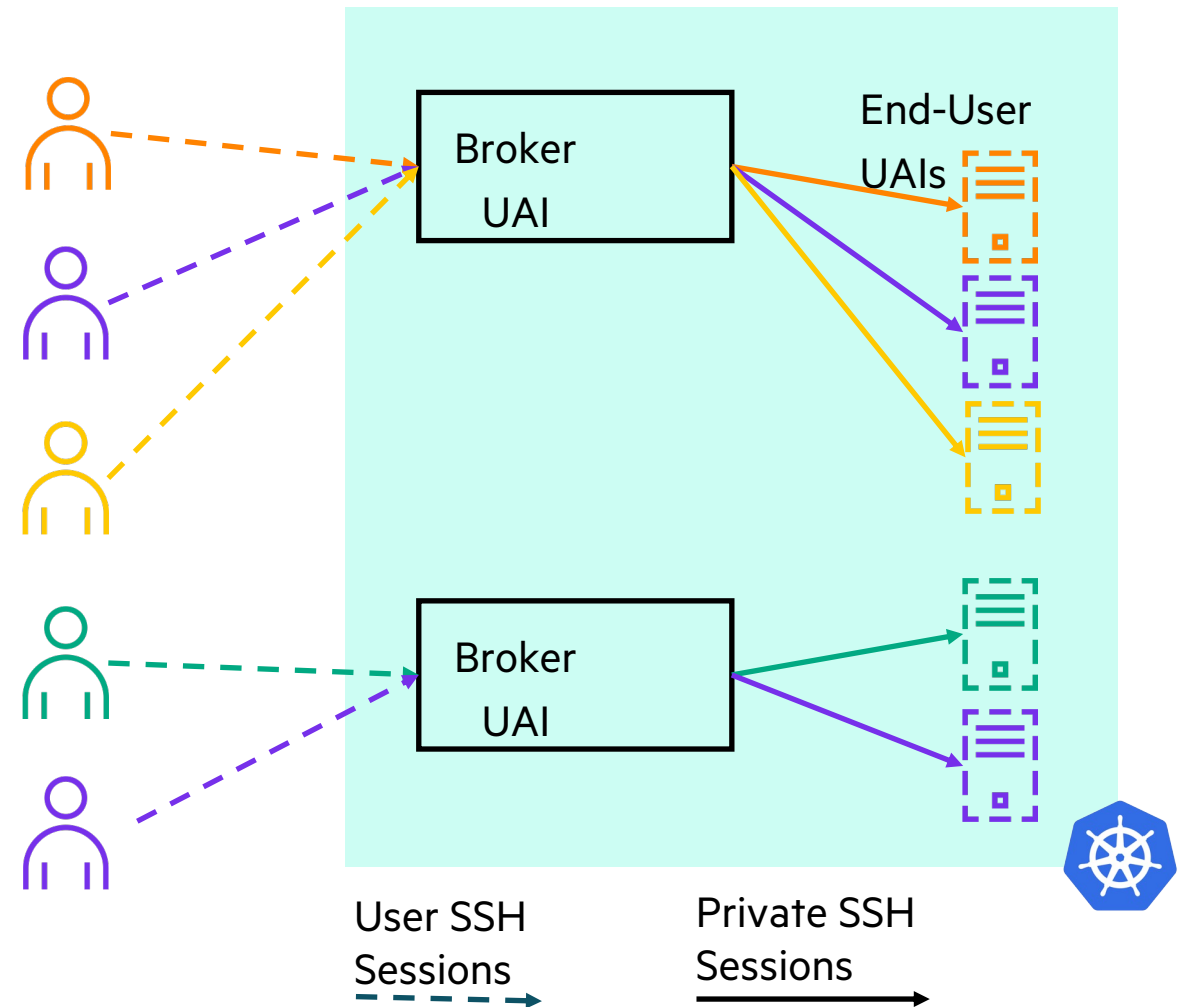 Broker
UAI
End-User
UAIs
Broker
UAI
User SSH
Sessions
Private SSH
Sessions